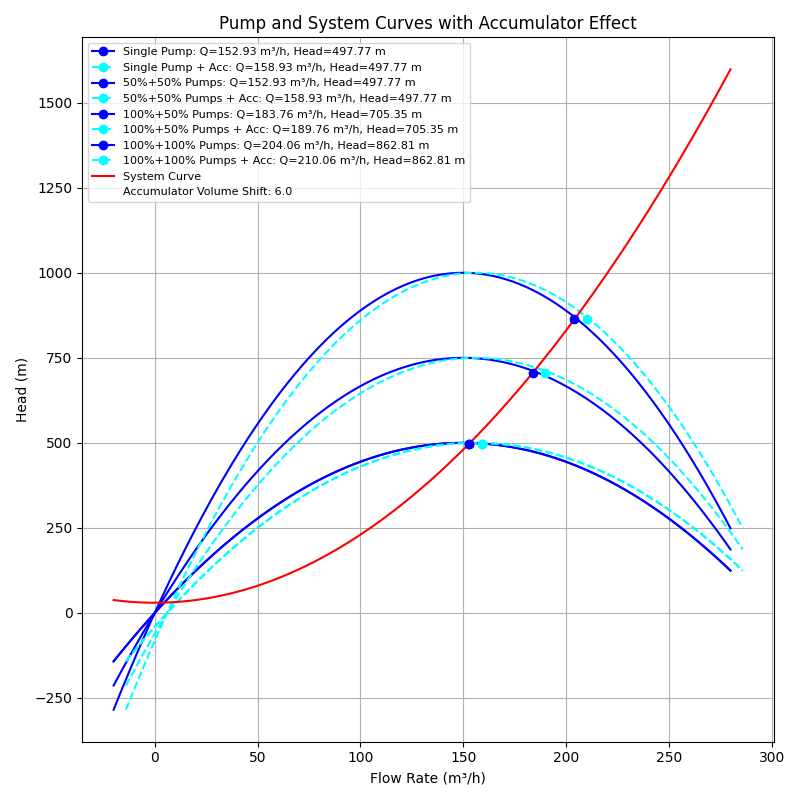 Pump and System Curves with Accumulator Effect
Single Pump: Q=152.93 m³/h, Head=497.77 m
Single Pump + Acc: Q=158.93 m³/h, Head=497.77 m
50%+50% Pumps: Q=152.93 m³/h, Head=497.77 m
50%+50% Pumps + Acc: Q=158.93 m³/h, Head=497.77 m
100%+50% Pumps: Q=183.76 m³/h, Head=705.35 m
100%+50% Pumps + Acc: Q=189.76 m³/h, Head=705.35 m
100%+100% Pumps: Q=204.06 m³/h, Head=862.81 m
100%+100% Pumps + Acc: Q=210.06 m³/h, Head=862.81 m
System Curve
Accumulator Volume Shift: 6.0
1500
1250
1000
750
500
250
0
−250
Head (m)
0 50 100 150 200 250 300
Flow Rate (m³/h)